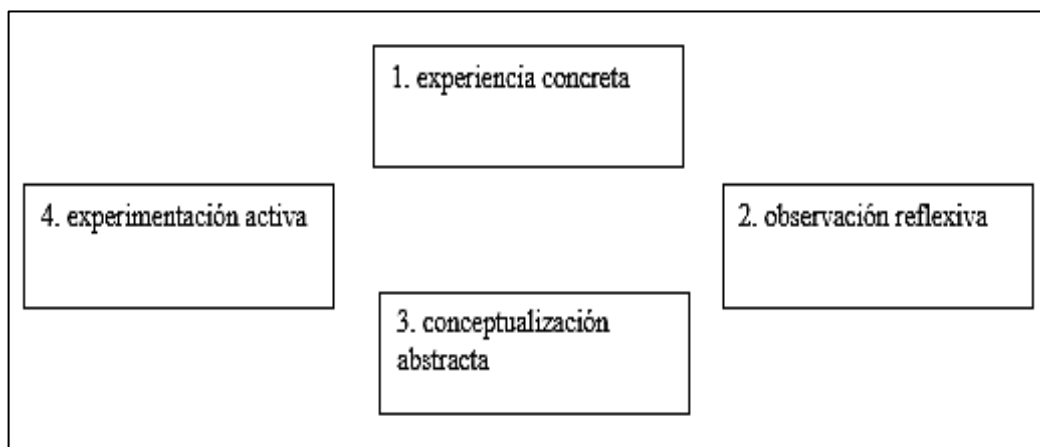 1. experiencia concreta
4. experimentación activa
2. observación reflexiva
3. conceptualización
abstracta